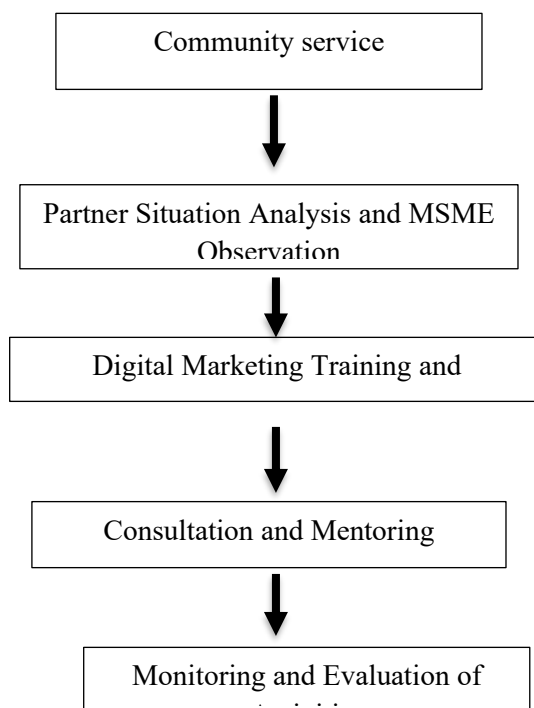 Community service
Partner Situation Analysis and MSME
Observation
Digital Marketing Training and
Consultation and Mentoring
Monitoring and Evaluation of